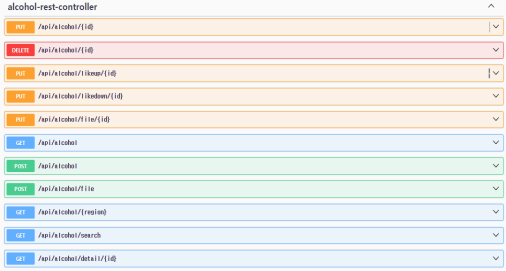 alcohol-rest-controller
PUT /api/alcohol/{id}
DELETE /api/alcohol/{id}
PUT /api/alcohol/likeup/{id}
PUT /api/alcohol/likedown/{id}
PUT /api/alcohol/file/{id}
GET /api/alcohol
POST /api/alcohol
POST /api/alcohol/file
GET /api/alcohol/{region}
GET /api/alcohol/search
GET /api/alcohol/detail/{id}